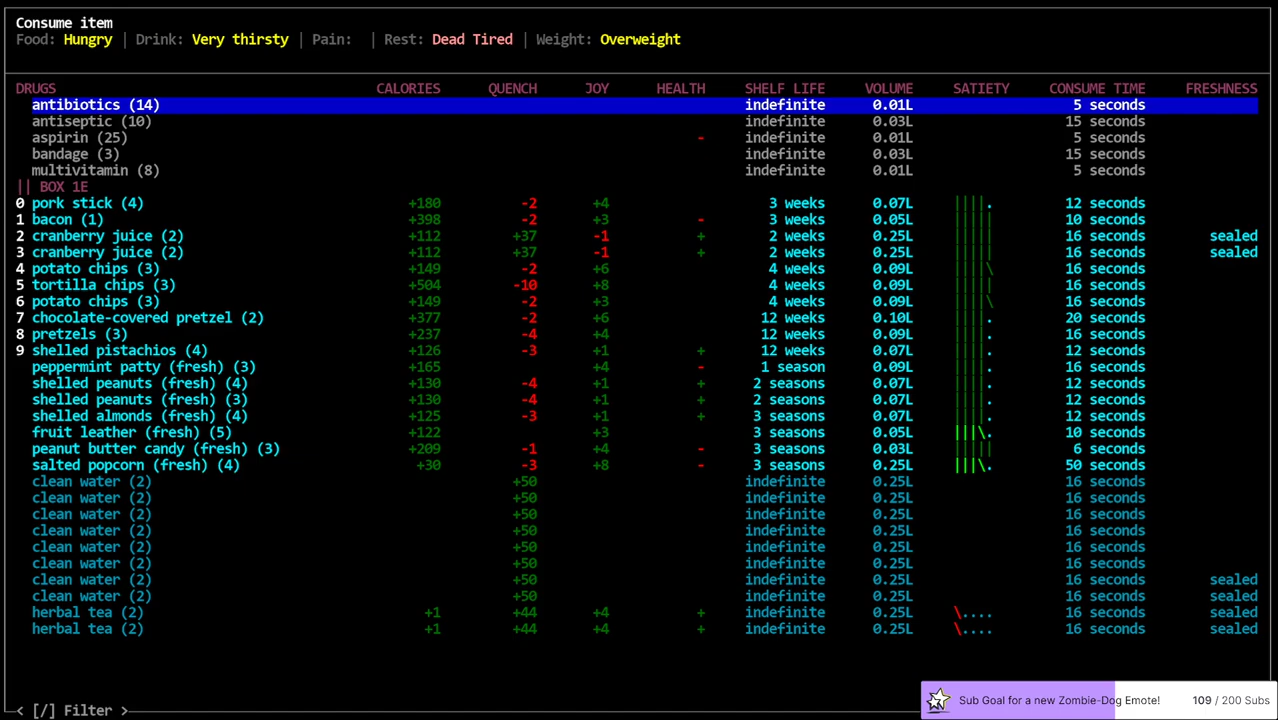 Consume item
Food: Hungry | Drink: Very thirsty | Pain: | Rest: Dead Tired | Weight: Overweight
DRUGS CALORIES QUENCH JOY HEALTH SHELF LIFE VOLUME SATIETY CONSUME TIME FRESHNESS
antibiotics (14) indefinite 0.01L 5 seconds
antiseptic (10) indefinite 0.03L 15 seconds
aspirin (25) - indefinite 0.01L 5 seconds
bandage (3) indefinite 0.03L 15 seconds
multivitamin (8) indefinite 0.01L 5 seconds
|| BOX 1E
0 pork stick (4) +180 -2 +4 3 weeks 0.07L ||||. 12 seconds
1 bacon (1) +398 -2 +3 - 3 weeks 0.05L ||||| 10 seconds
2 cranberry juice (2) +112 +37 -1 + 2 weeks 0.25L ||||| 16 seconds sealed
3 cranberry juice (2) +112 +37 -1 + 2 weeks 0.25L ||||| 16 seconds sealed
4 potato chips (3) +149 -2 +6 4 weeks 0.09L ||||\ 16 seconds
5 tortilla chips (3) +504 -10 +8 4 weeks 0.09L ||||| 16 seconds
6 potato chips (3) +149 -2 +3 4 weeks 0.09L ||||\ 16 seconds
7 chocolate-covered pretzel (2) +377 -2 +6 12 weeks 0.10L ||||. 20 seconds
8 pretzels (3) +237 -4 +4 12 weeks 0.09L ||||. 16 seconds
9 shelled pistachios (4) +126 -3 +1 + 12 weeks 0.07L ||||. 12 seconds
peppermint patty (fresh) (3) +165 +4 - 1 season 0.09L ||||. 16 seconds
shelled peanuts (fresh) (4) +130 -4 +1 + 2 seasons 0.07L ||||. 12 seconds
shelled peanuts (fresh) (3) +130 -4 +1 + 2 seasons 0.07L ||||. 12 seconds
shelled almonds (fresh) (4) +125 -3 +1 + 3 seasons 0.07L ||||. 12 seconds
fruit leather (fresh) (5) +122 +3 3 seasons 0.05L |||\. 10 seconds
peanut butter candy (fresh) (3) +209 -1 +4 - 3 seasons 0.03L ||||| 6 seconds
salted popcorn (fresh) (4) +30 -3 +8 - 3 seasons 0.25L |||\. 50 seconds
clean water (2) +50 indefinite 0.25L 16 seconds
clean water (2) +50 indefinite 0.25L 16 seconds
clean water (2) +50 indefinite 0.25L 16 seconds
clean water (2) +50 indefinite 0.25L 16 seconds
clean water (2) +50 indefinite 0.25L 16 seconds
clean water (2) +50 indefinite 0.25L 16 seconds
clean water (2) +50 indefinite 0.25L 16 seconds sealed
clean water (2) +50 indefinite 0.25L 16 seconds sealed
herbal tea (2) +1 +44 +4 + indefinite 0.25L \.... 16 seconds sealed
herbal tea (2) +1 +44 +4 + indefinite 0.25L \.... 16 seconds sealed
< [/] Filter >
Sub Goal for a new Zombie-Dog Emote! 109 / 200 Subs